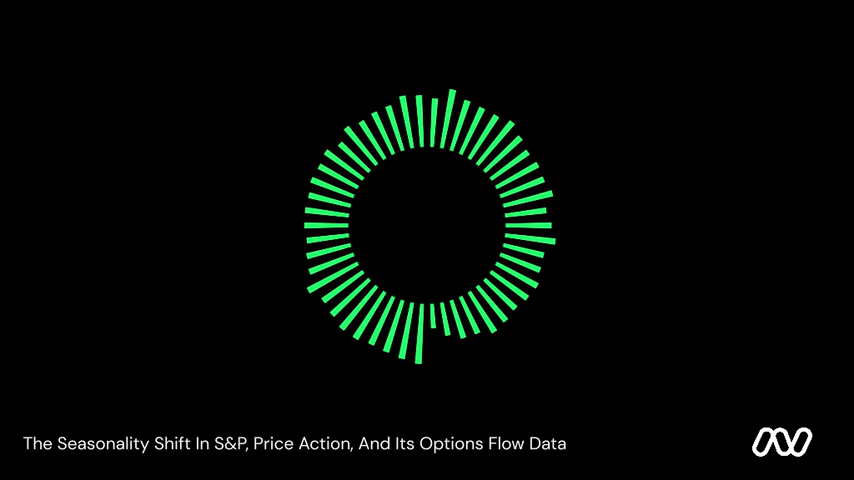 The Seasonality Shift In S&P, Price Action, And Its Options Flow Data